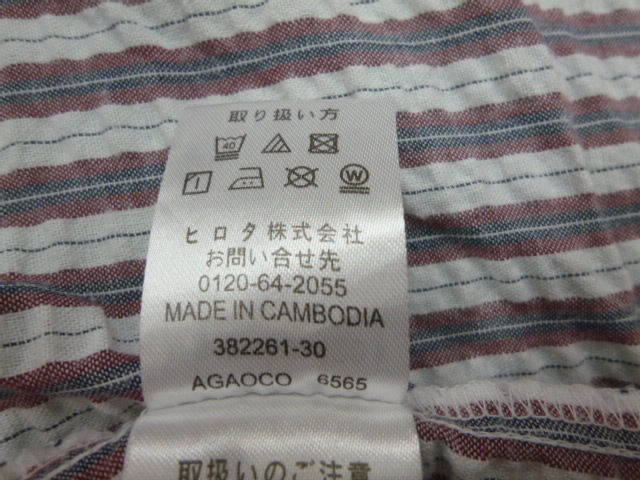 取り扱い方
40
W
ヒロタ株式会社
お問い合せ先
0120-64-2055
MADE IN CAMBODIA
382261-30
AGAOCO 6565
取扱いのご注意